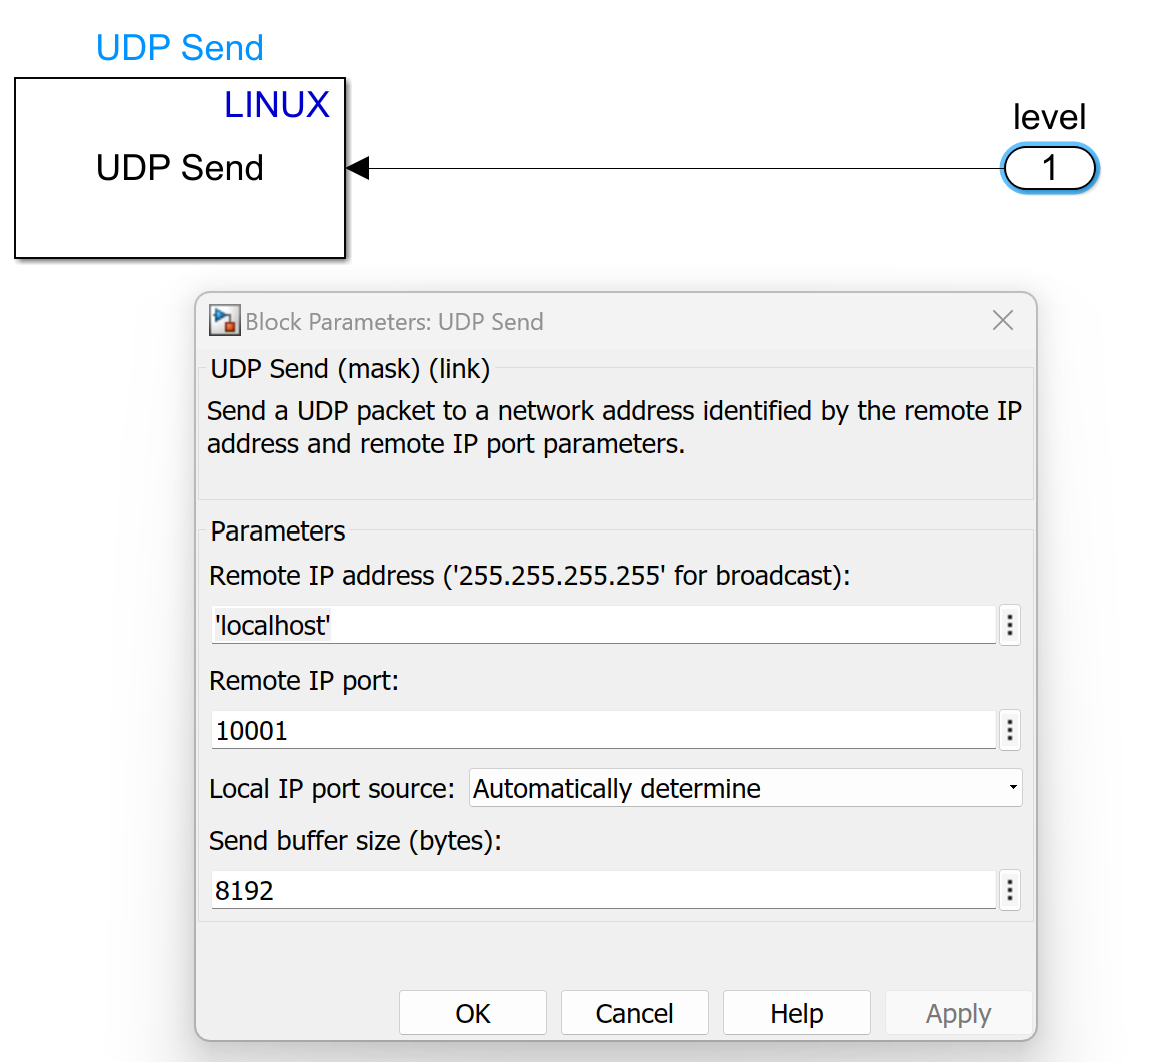 UDP Send
LINUX
UDP Send
level
1
Block Parameters: UDP Send
UDP Send (mask) (link)
Send a UDP packet to a network address identified by the remote IP
address and remote IP port parameters.
Parameters
Remote IP address ('255.255.255.255' for broadcast):
'localhost'
Remote IP port:
10001
Local IP port source: Automatically determine
Send buffer size (bytes):
8192
OK Cancel Help Apply